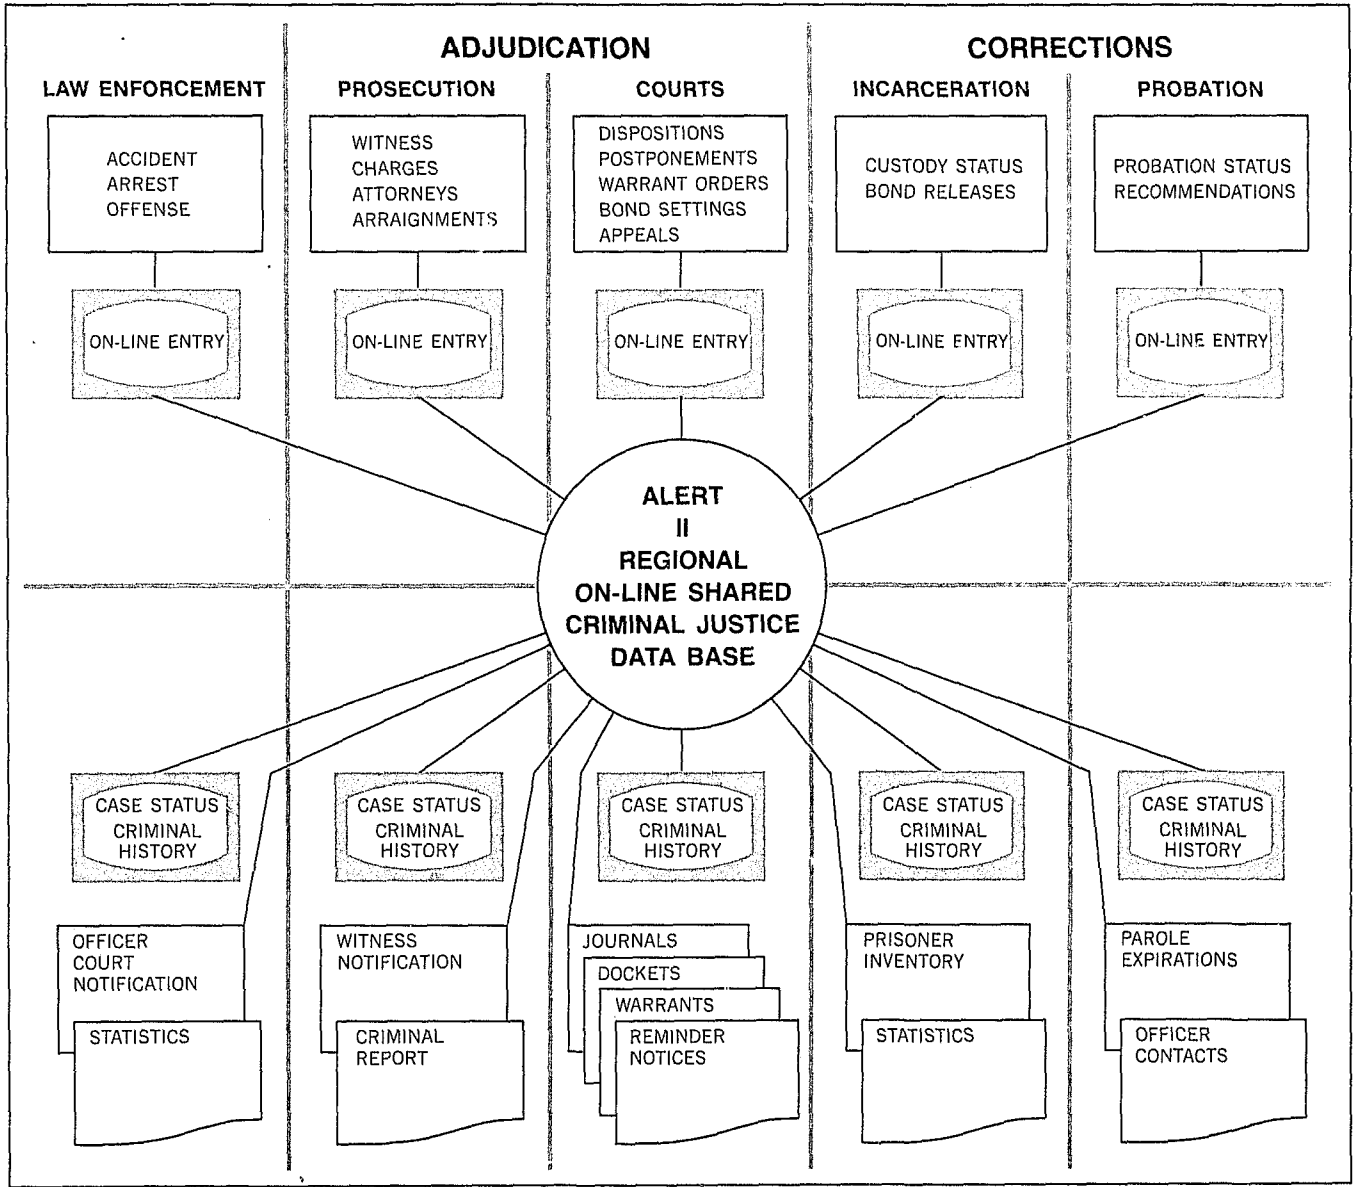 ADJUDICATION
CORRECTIONS
LAW ENFORCEMENT
PROSECUTION
COURTS
INCARCERATION
PROBATION
ACCIDENT
ARREST
OFFENSE
WITNESS
CHARGES
ATTORNEYS
ARRAIGNMENTS
DISPOSITIONS
POSTPONEMENTS
WARRANT ORDERS
BOND SETTINGS
APPEALS
CUSTODY STATUS
BOND RELEASES
PROBATION STATUS
RECOMMENDATIONS
ON-LINE ENTRY
ON-LINE ENTRY
ON-LINE ENTRY
ON-LINE ENTRY
ON-LINE ENTRY
ALERT
II
REGIONAL
ON-LINE SHARED
CRIMINAL JUSTICE
DATA BASE
CASE STATUS
CRIMINAL
HISTORY
CASE STATUS
CRIMINAL
HISTORY
CASE STATUS
CRIMINAL
HISTORY
CASE STATUS
CRIMINAL
HISTORY
CASE STATUS
CRIMINAL
HISTORY
OFFICER
COURT
NOTIFICATION
STATISTICS
WITNESS
NOTIFICATION
CRIMINAL
REPORT
JOURNALS
DOCKETS
WARRANTS
REMINDER
NOTICES
PRISONER
INVENTORY
STATISTICS
PAROLE
EXPIRATIONS
OFFICER
CONTACTS